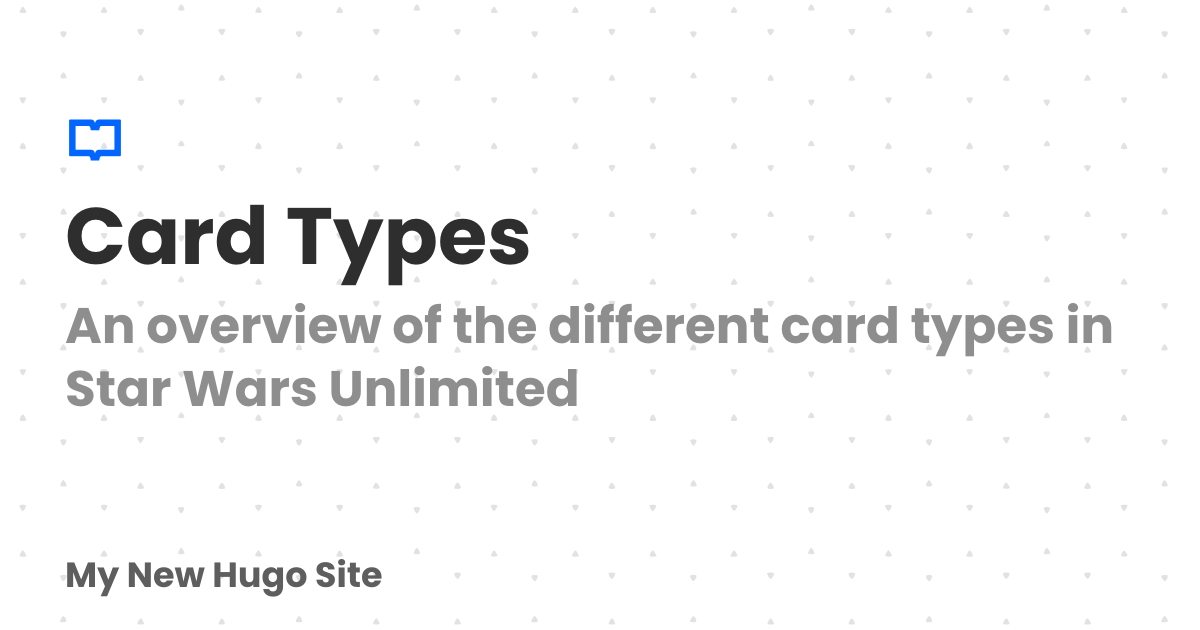 Card Types
An overview of the different card types in
Star Wars Unlimited
My New Hugo Site